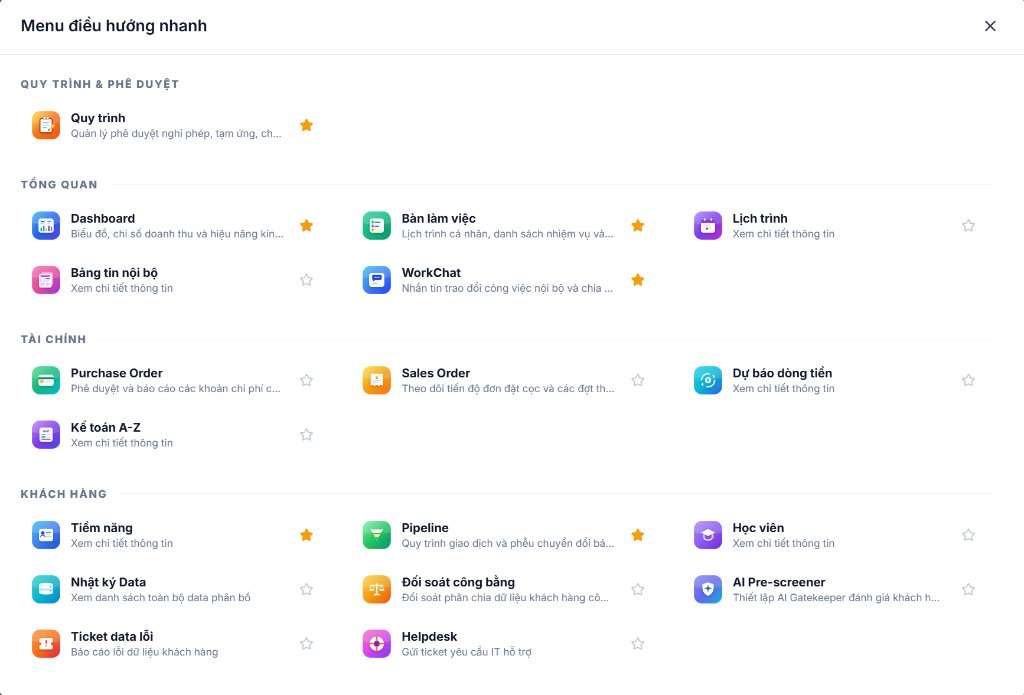 Menu điều hướng nhanh
QUY TRÌNH & PHÊ DUYỆT
Quy trình
Quản lý phê duyệt nghỉ phép, tạm ứng, ch...
TỔNG QUAN
Dashboard
Biểu đồ, chỉ số doanh thu và hiệu năng kin...
Bàn làm việc
Lịch trình cá nhân, danh sách nhiệm vụ và...
Lịch trình
Xem chi tiết thông tin
Bảng tin nội bộ
Xem chi tiết thông tin
WorkChat
Nhắn tin trao đổi công việc nội bộ và chia ...
TÀI CHÍNH
Purchase Order
Phê duyệt và báo cáo các khoản chi phí c...
Sales Order
Theo dõi tiến độ đơn đặt cọc và các đợt th...
Dự báo dòng tiền
Xem chi tiết thông tin
Kế toán A-Z
Xem chi tiết thông tin
KHÁCH HÀNG
Tiềm năng
Xem chi tiết thông tin
Pipeline
Quy trình giao dịch và phễu chuyển đổi bá...
Học viên
Xem chi tiết thông tin
Nhật ký Data
Xem danh sách toàn bộ data phân bổ
Đối soát công bằng
Đối soát phân chia dữ liệu khách hàng cô...
AI Pre-screener
Thiết lập AI Gatekeeper đánh giá khách h...
Ticket data lỗi
Báo cáo lỗi dữ liệu khách hàng
Helpdesk
Gửi ticket yêu cầu IT hỗ trợ